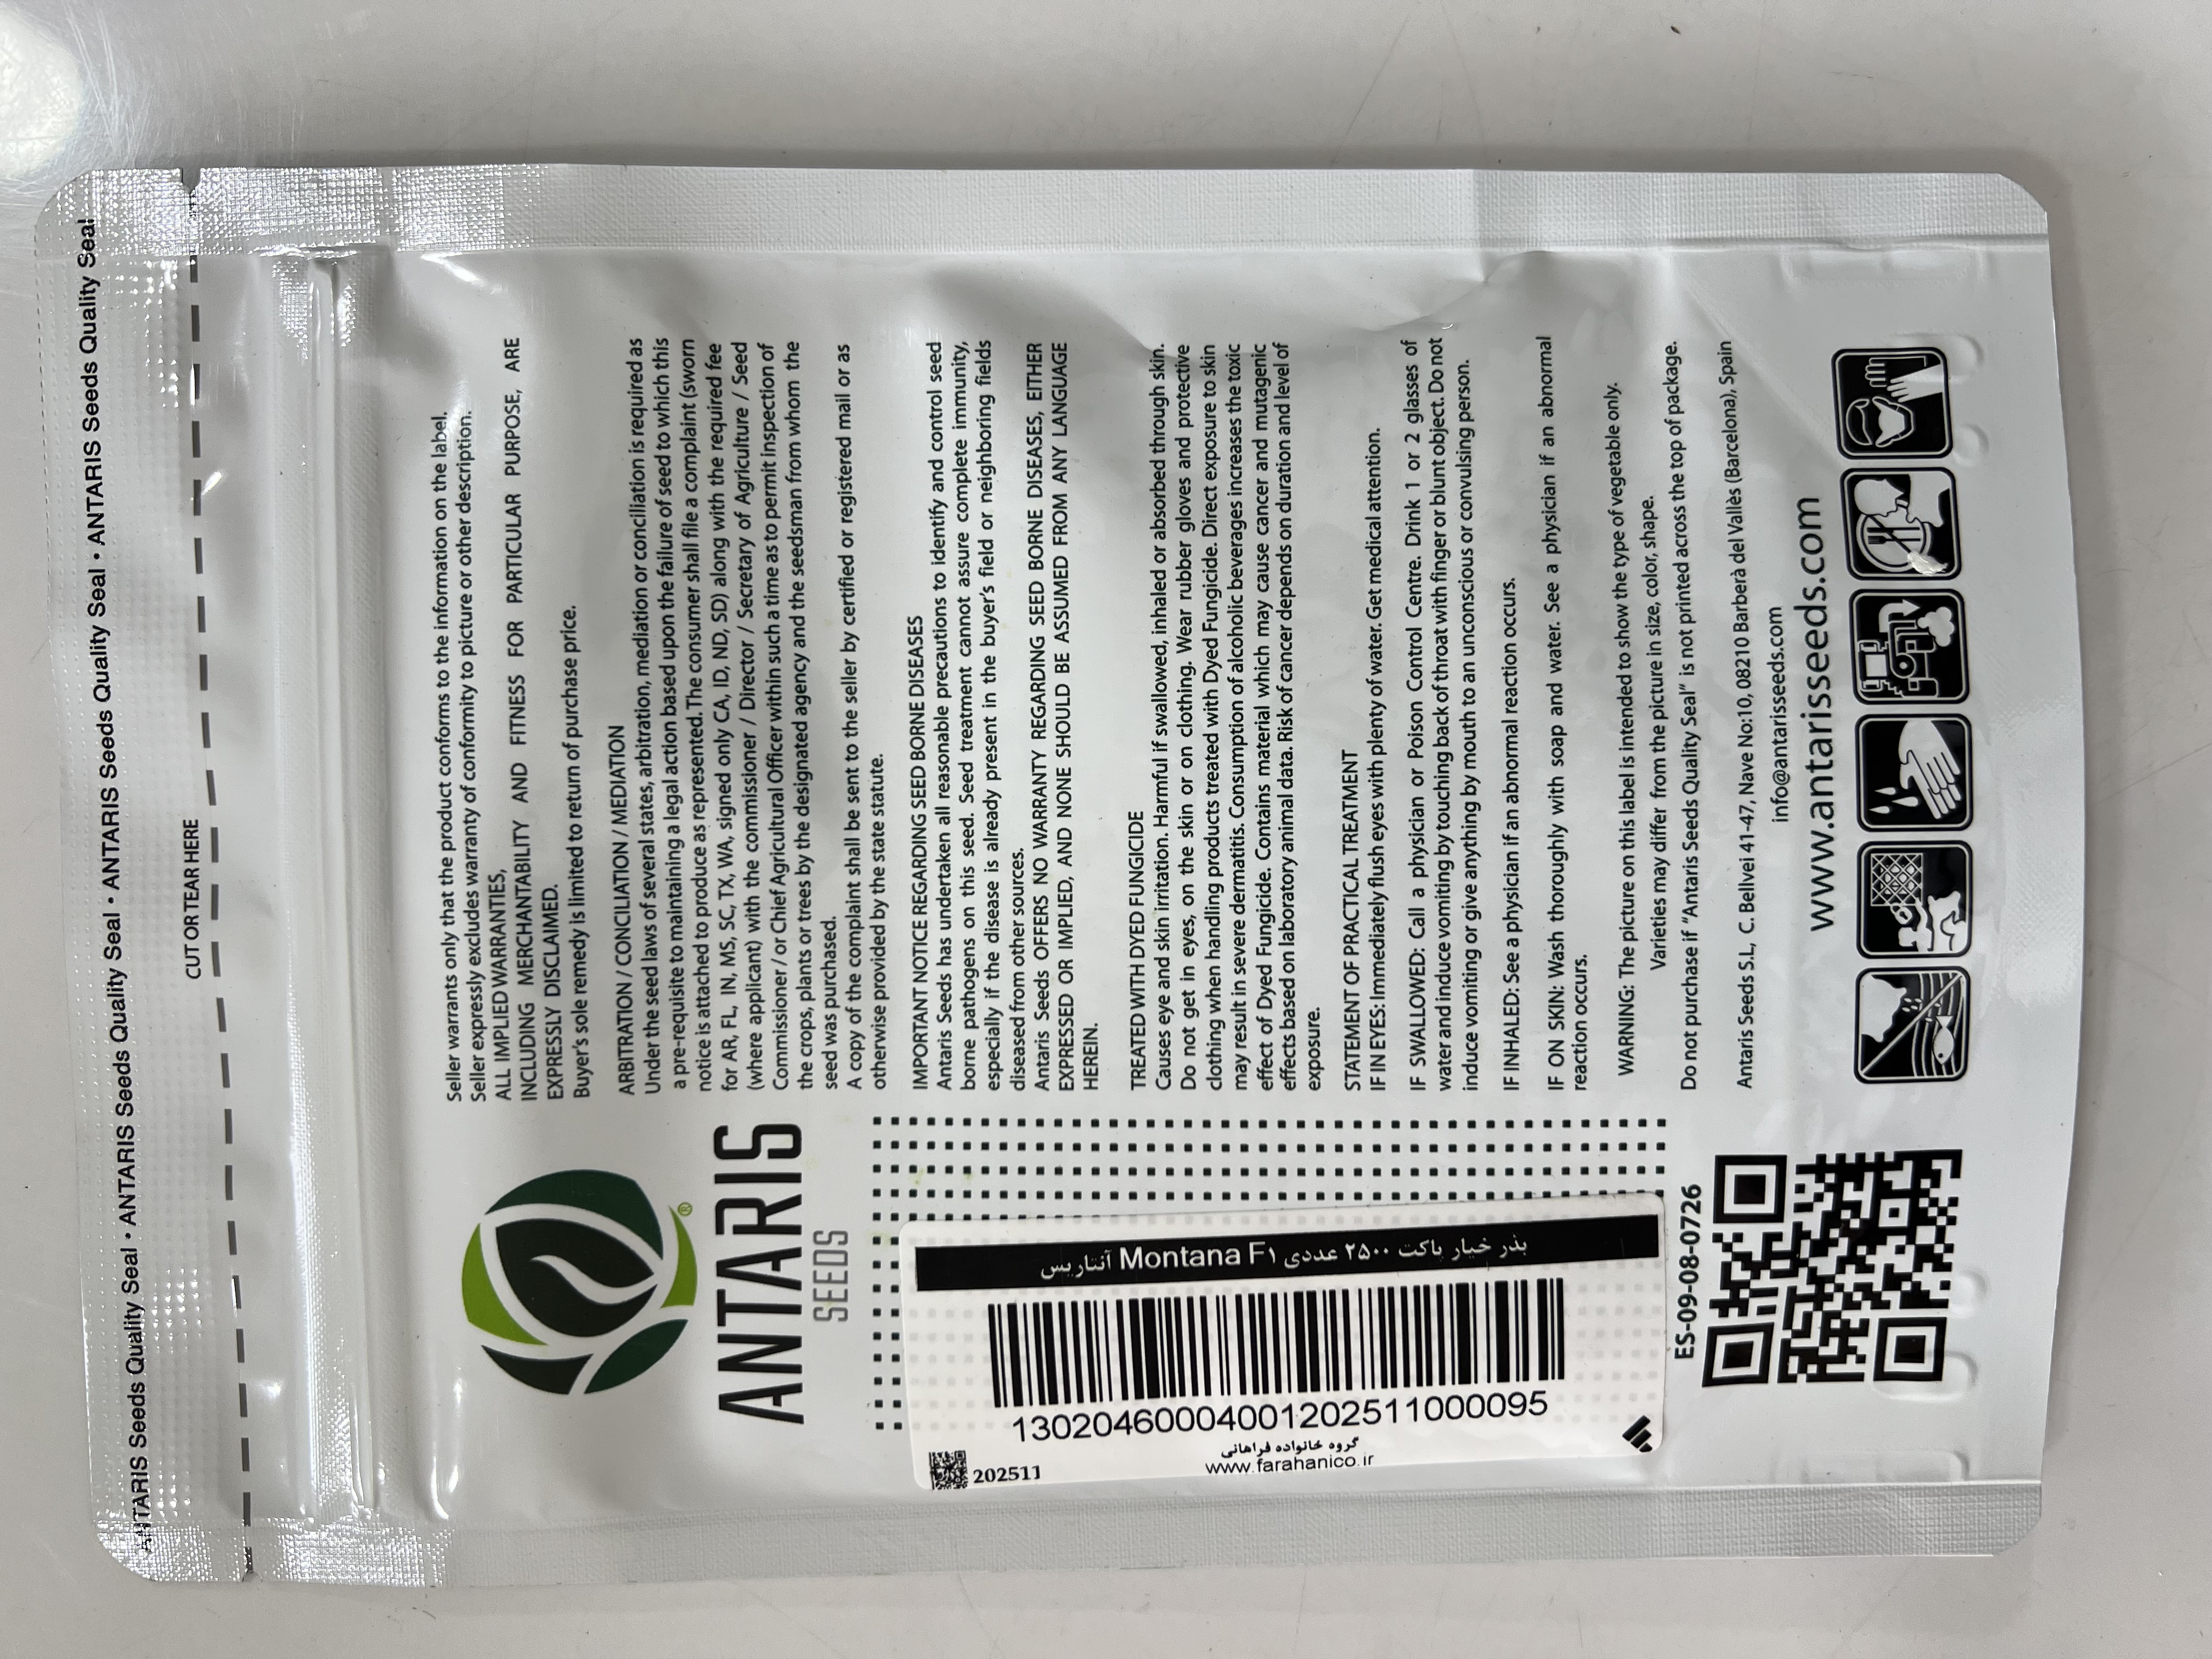 ANTARIS Seeds Quality Seal • ANTARIS Seeds Quality Seal • ANTARIS Seeds Quality Seal • ANTARIS Seeds Quality Seal
CUT OR TEAR HERE
ANTARIS
SEEDS
®
Seller warrants only that the product conforms to the information on the label.
Seller expressly excludes warranty of conformity to picture or other description.
ALL IMPLIED WARRANTIES,
INCLUDING MERCHANTABILITY AND FITNESS FOR PARTICULAR PURPOSE, ARE
EXPRESSLY DISCLAIMED.
Buyer's sole remedy is limited to return of purchase price.
ARBITRATION / CONCILIATION / MEDIATION
Under the seed laws of several states, arbitration, mediation or conciliation is required as
a pre-requisite to maintaining a legal action based upon the failure of seed to which this
notice is attached to produce as represented. The consumer shall file a complaint (sworn
for AR, FL, IN, MS, SC, TX, WA, signed only CA, ID, ND, SD) along with the required fee
(where applicant) with the commissioner / Director / Secretary of Agriculture / Seed
Commissioner / or Chief Agricultural Officer within such a time as to permit inspection of
the crops, plants or trees by the designated agency and the seedsman from whom the
seed was purchased.
A copy of the complaint shall be sent to the seller by certified or registered mail or as
otherwise provided by the state statute.
IMPORTANT NOTICE REGARDING SEED BORNE DISEASES
Antaris Seeds has undertaken all reasonable precautions to identify and control seed
borne pathogens on this seed. Seed treatment cannot assure complete immunity,
especially if the disease is already present in the buyer's field or neighboring fields
diseased from other sources.
Antaris Seeds OFFERS NO WARRANTY REGARDING SEED BORNE DISEASES, EITHER
EXPRESSED OR IMPLIED, AND NONE SHOULD BE ASSUMED FROM ANY LANGUAGE
HEREIN.
TREATED WITH DYED FUNGICIDE
Causes eye and skin irritation. Harmful if swallowed, inhaled or absorbed through skin.
Do not get in eyes, on the skin or on clothing. Wear rubber gloves and protective
clothing when handling products treated with Dyed Fungicide. Direct exposure to skin
may result in severe dermatitis. Consumption of alcoholic beverages increases the toxic
effect of Dyed Fungicide. Contains material which may cause cancer and mutagenic
effects based on laboratory animal data. Risk of cancer depends on duration and level of
exposure.
STATEMENT OF PRACTICAL TREATMENT
IF IN EYES: Immediately flush eyes with plenty of water. Get medical attention.
IF SWALLOWED: Call a physician or Poison Control Centre. Drink 1 or 2 glasses of
water and induce vomiting by touching back of throat with finger or blunt object. Do not
induce vomiting or give anything by mouth to an unconscious or convulsing person.
IF INHALED: See a physician if an abnormal reaction occurs.
IF ON SKIN: Wash thoroughly with soap and water. See a physician if an abnormal
reaction occurs.
WARNING: The picture on this label is intended to show the type of vegetable only.
Varieties may differ from the picture in size, color, shape.
Do not purchase if "Antaris Seeds Quality Seal" is not printed across the top of package.
Antaris Seeds S.L., C. Bellvei 41-47, Nave No:10, 08210 Barberà del Vallès (Barcelona), Spain
info@antarisseeds.com
www.antarisseeds.com
بذر خیار پاکت ۲۵۰۰ عددی Montana F۱ آنتاریس
13020460004001202511000095
گروه خانواده فراهانی
www.farahanico.ir
202511
ES-09-08-0726